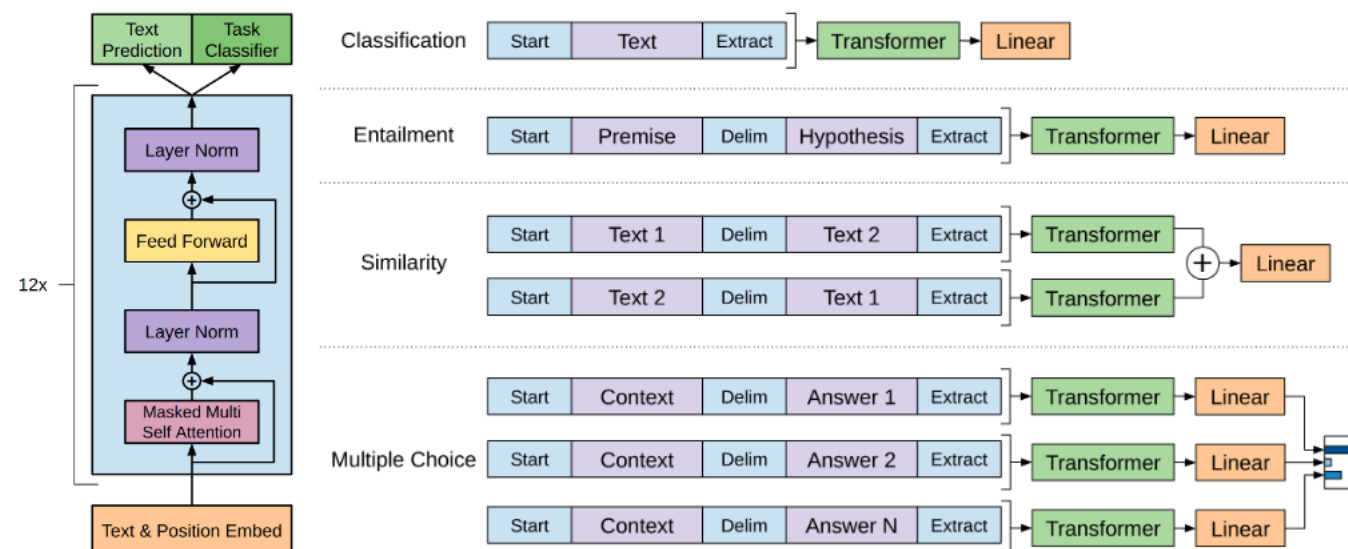 Text
Prediction
Task
Classifier
Layer Norm
Feed Forward
12x
Layer Norm
Masked Multi
Self Attention
Text & Position Embed
Classification Start Text Extract Transformer Linear
Entailment Start Premise Delim Hypothesis Extract Transformer Linear
Similarity
Start Text 1 Delim Text 2 Extract Transformer
Linear
Start Text 2 Delim Text 1 Extract Transformer
Start Context Delim Answer 1 Extract Transformer Linear
Multiple Choice Start Context Delim Answer 2 Extract Transformer Linear
Start Context Delim Answer N Extract Transformer Linear